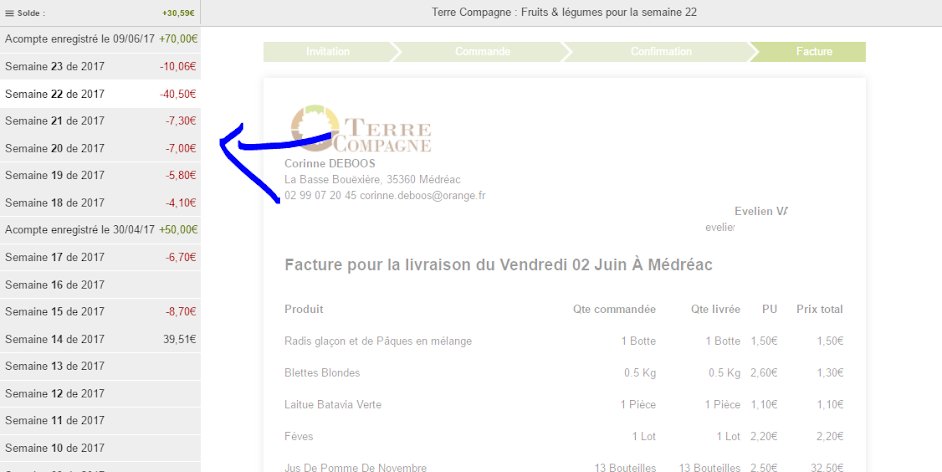 Solde : +30,59€
Terre Compagne : Fruits & légumes pour la semaine 22
Acompte enregistré le 09/06/17 +70,00€
Semaine 23 de 2017 -10,06€
Semaine 22 de 2017 -40,50€
Semaine 21 de 2017 -7,30€
Semaine 20 de 2017 -7,00€
Semaine 19 de 2017 -5,80€
Semaine 18 de 2017 -4,10€
Acompte enregistré le 30/04/17 +50,00€
Semaine 17 de 2017 -6,70€
Semaine 16 de 2017
Semaine 15 de 2017 -8,70€
Semaine 14 de 2017 39,51€
Semaine 13 de 2017
Semaine 12 de 2017
Semaine 11 de 2017
Semaine 10 de 2017
Invitation Commande Confirmation Facture
TERRE
COMPAGNE
Corinne DEBOOS
La Basse Bouexière, 35360 Médréac
02 99 07 20 45 corinne.deboos@orange.fr
Evelien
Facture pour la livraison du Vendredi 02 Juin À Médréac
Produit Qte commandée Qte livrée PU Prix total
Radis glaçon et de Pâques en mélange 1 Botte 1 Botte 1,50€ 1,50€
Blettes Blondes 0.5 Kg 0.5 Kg 2,60€ 1,30€
Laitue Batavia Verte 1 Pièce 1 Pièce 1,10€ 1,10€
Fèves 1 Lot 1 Lot 2,20€ 2,20€
Jus De Pomme De Novembre 13 Bouteilles 13 Bouteilles 2,50€ 32,50€